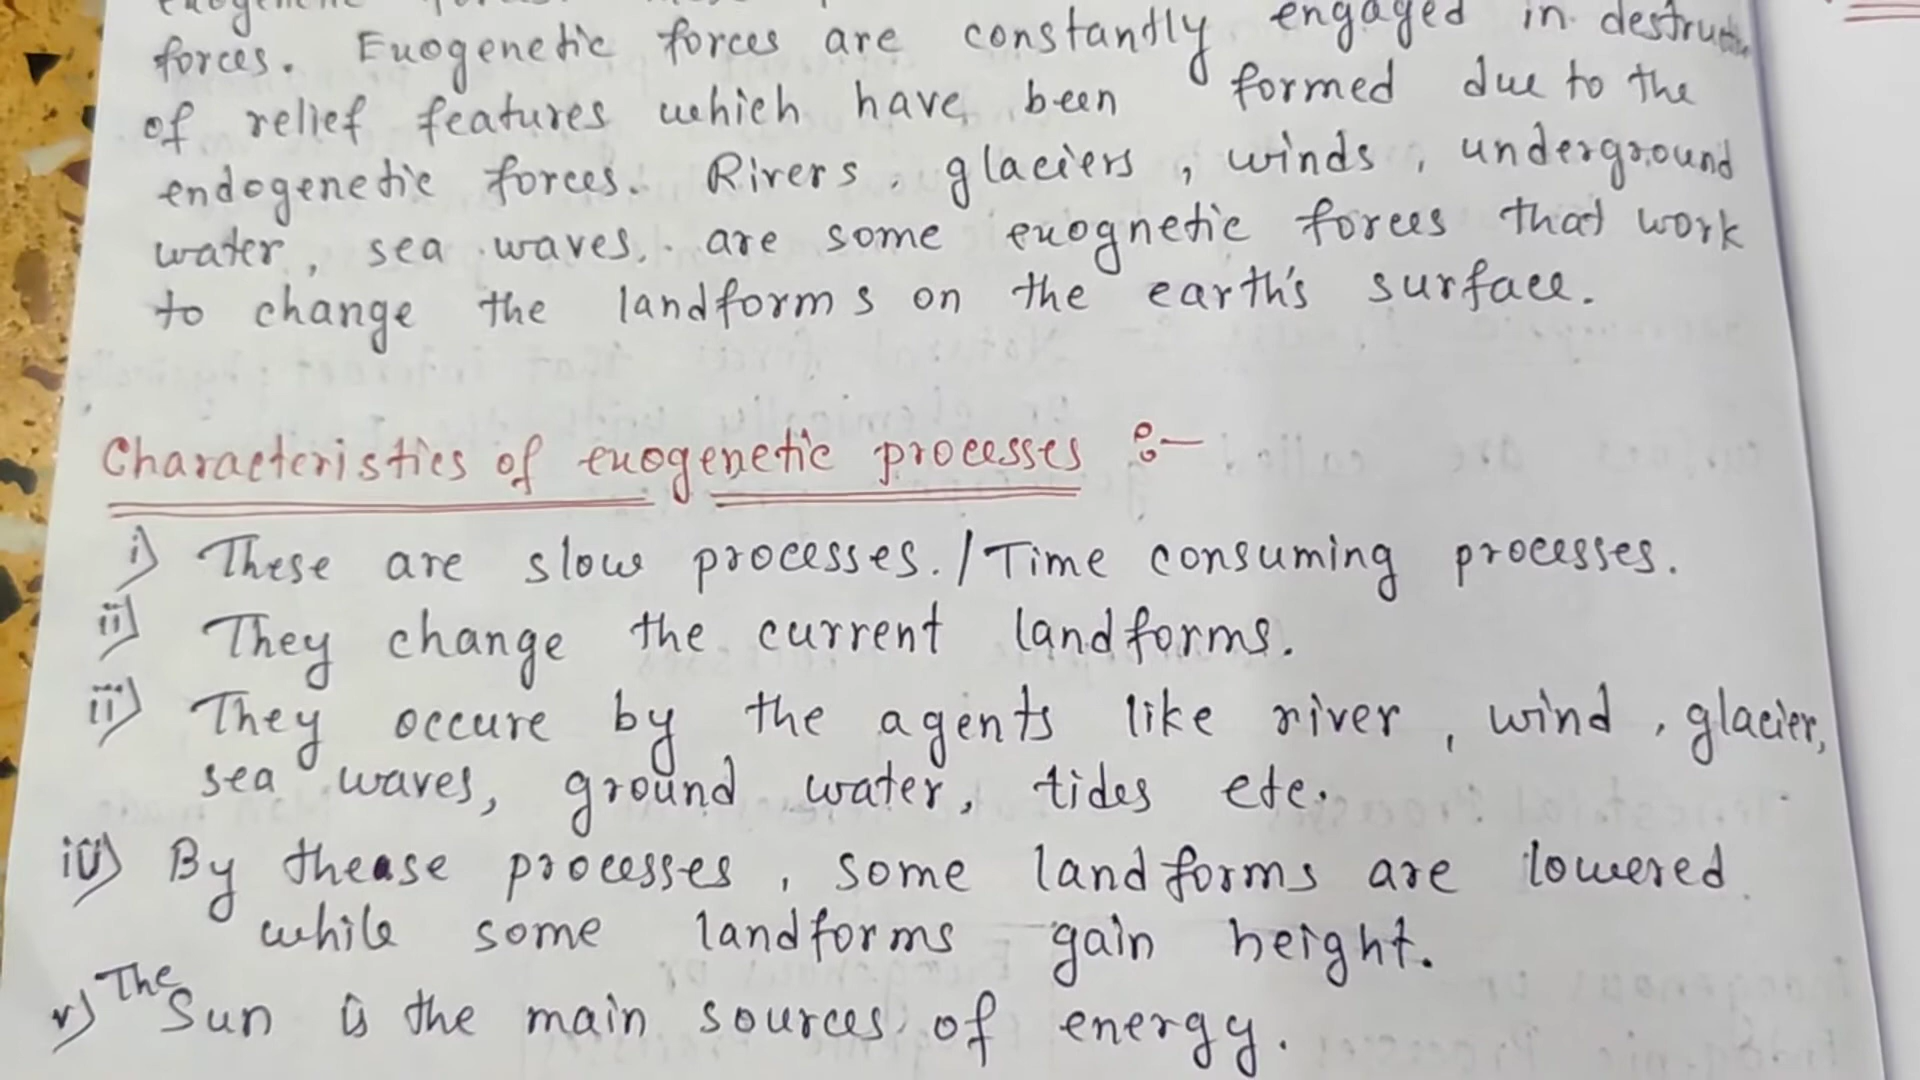 forces. Exogenetic forces are constantly engaged in
of relief features which have been formed due to the
endogenetic forces. Rivers, glaciers, winds, underground
water, sea waves, are some exognetic forces that work
to change the landforms on the earth's surface.
Characteristics of exogenetic processes :-
i) These are slow processes. / Time consuming processes.
ii) They change the current landforms.
iii) They occure by the agents like river, wind, glacier,
sea waves, ground water, tides etc.
iv) By thease processes, some landforms are lowered
while some landforms gain height.
v) The Sun is the main sources of energy.